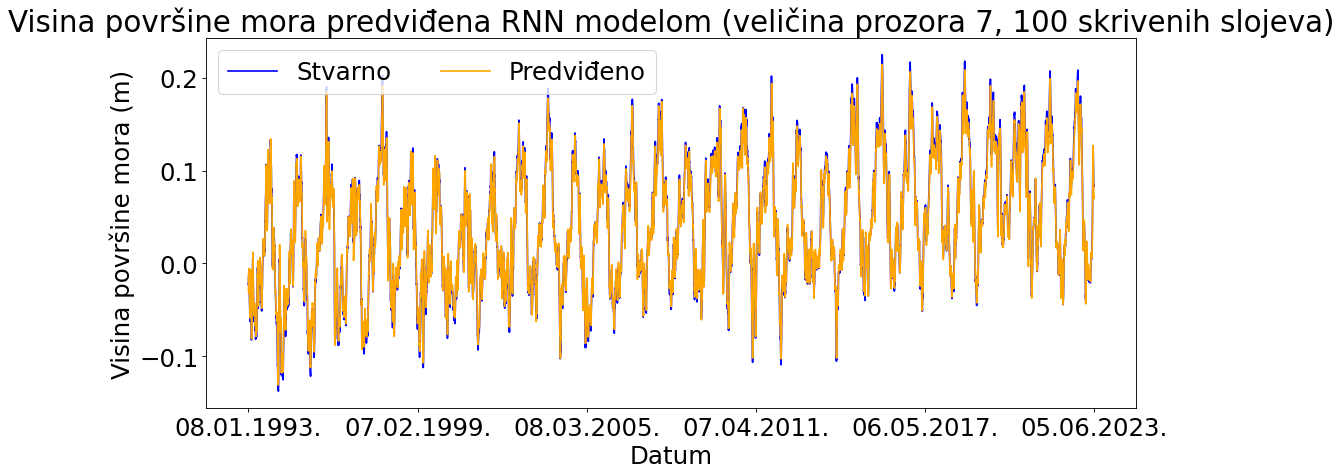 Visina površine mora predviđena RNN modelom (veličina prozora 7, 100 skrivenih slojeva)
Stvarno Predviđeno
Visina površine mora (m)
0.2
0.1
0.0
−0.1
08.01.1993. 07.02.1999. 08.03.2005. 07.04.2011. 06.05.2017. 05.06.2023.
Datum